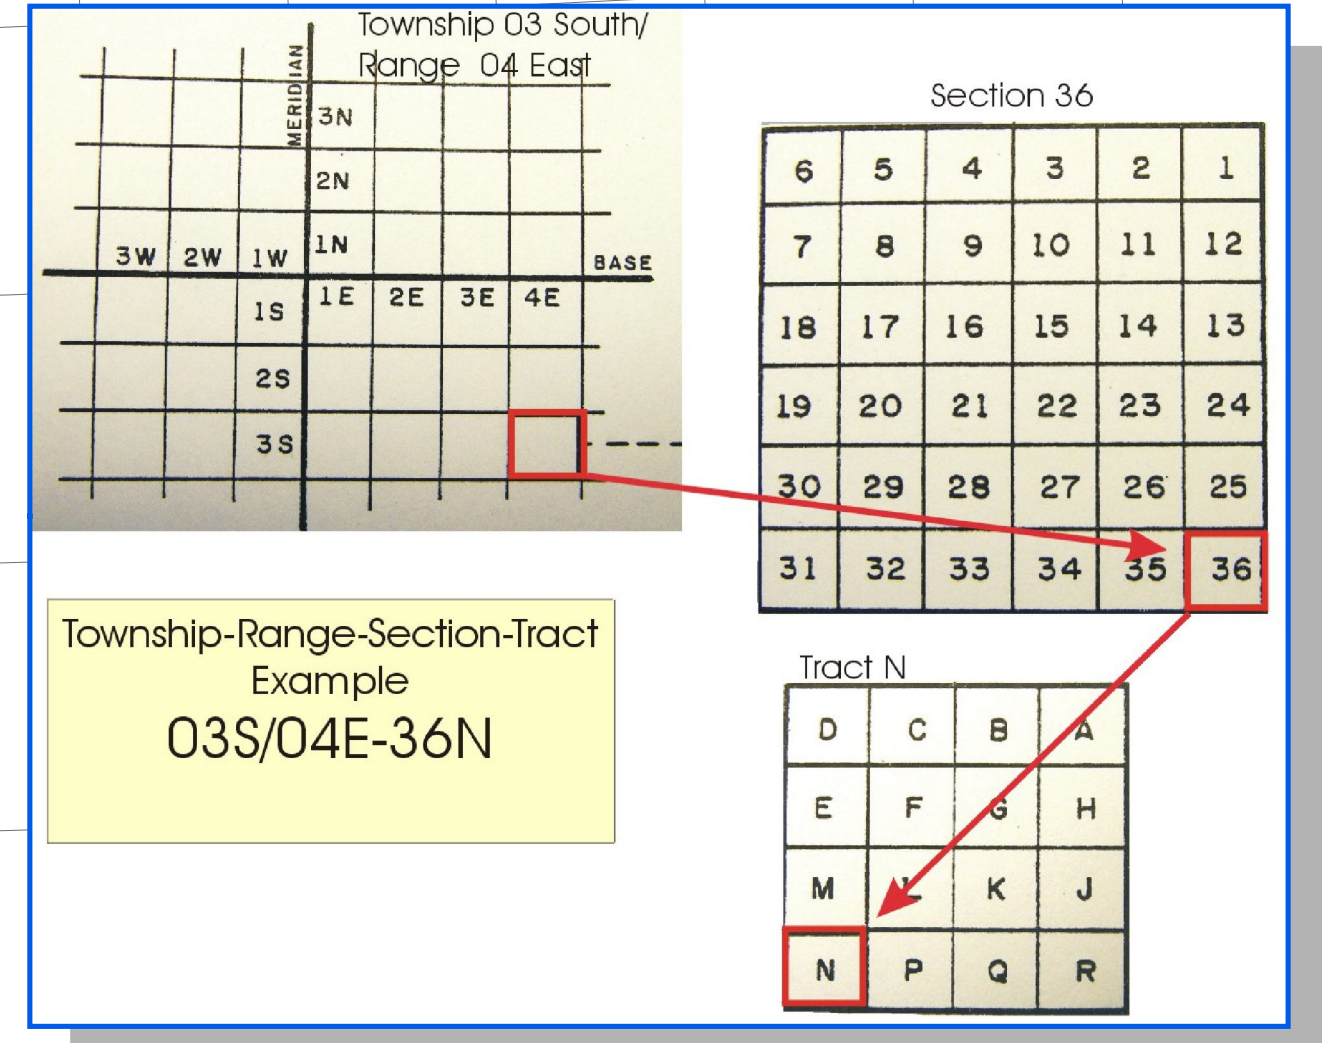 Township 03 South/
Range 04 East
MERIDIAN
3N
2N
1N
3W 2W 1W
BASE
1E 2E 3E 4E
1S
2S
3S
Section 36
6 5 4 3 2 1
7 8 9 10 11 12
18 17 16 15 14 13
19 20 21 22 23 24
30 29 28 27 26 25
31 32 33 34 35 36
Township-Range-Section-Tract
Example
03S/04E-36N
Tract N
D C B A
E F G H
M L K J
N P Q R